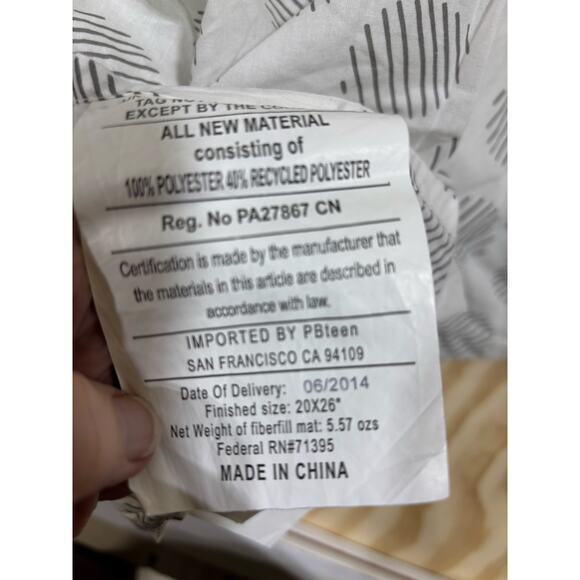 TAG NOT
EXCEPT BY THE
ALL NEW MATERIAL
consisting of
100% POLYESTER 40% RECYCLED POLYESTER
Reg. No PA27867 CN
Certification is made by the manufacturer that
the materials in this article are described in
accordance with law.
IMPORTED BY PBteen
SAN FRANCISCO CA 94109
Date Of Delivery: 06/2014
Finished size: 20X26"
Net Weight of fiberfill mat: 5.57 ozs
Federal RN#71395
MADE IN CHINA